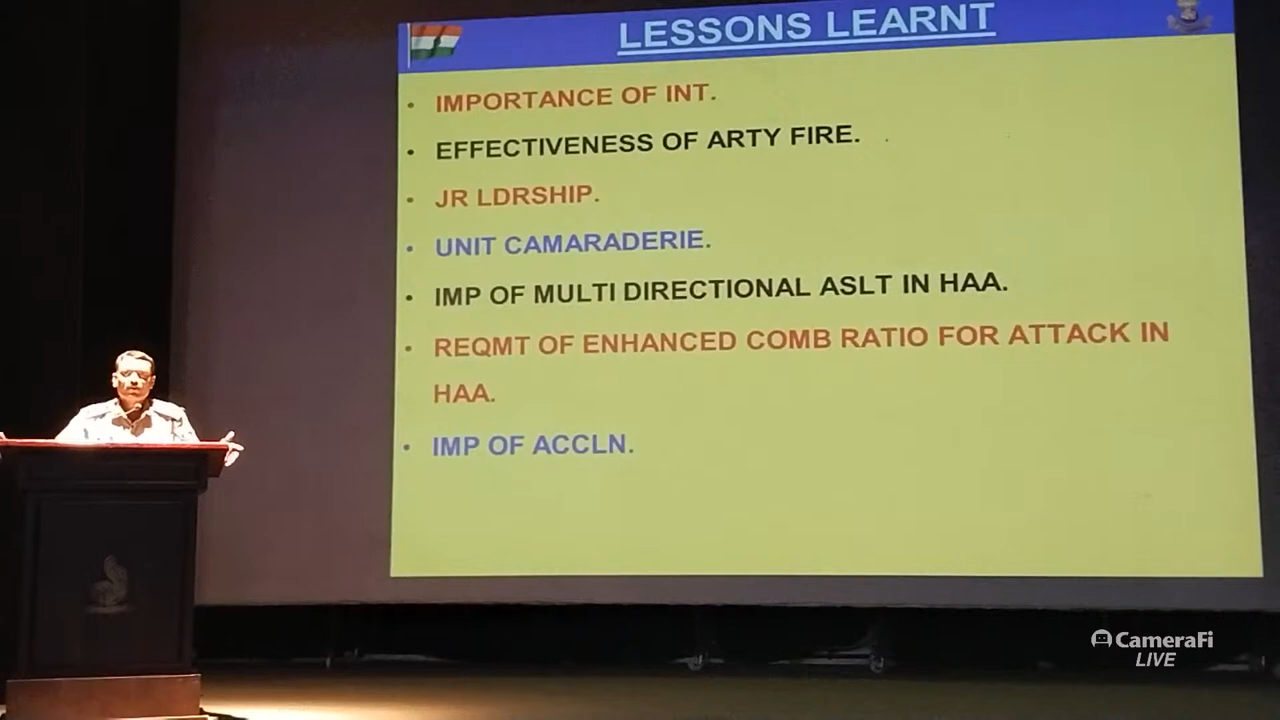 LESSONS LEARNT
• IMPORTANCE OF INT.
• EFFECTIVENESS OF ARTY FIRE.
• JR LDRSHIP.
• UNIT CAMARADERIE.
• IMP OF MULTI DIRECTIONAL ASLT IN HAA.
• REQMT OF ENHANCED COMB RATIO FOR ATTACK IN
HAA.
• IMP OF ACCLN.
CameraFi
LIVE